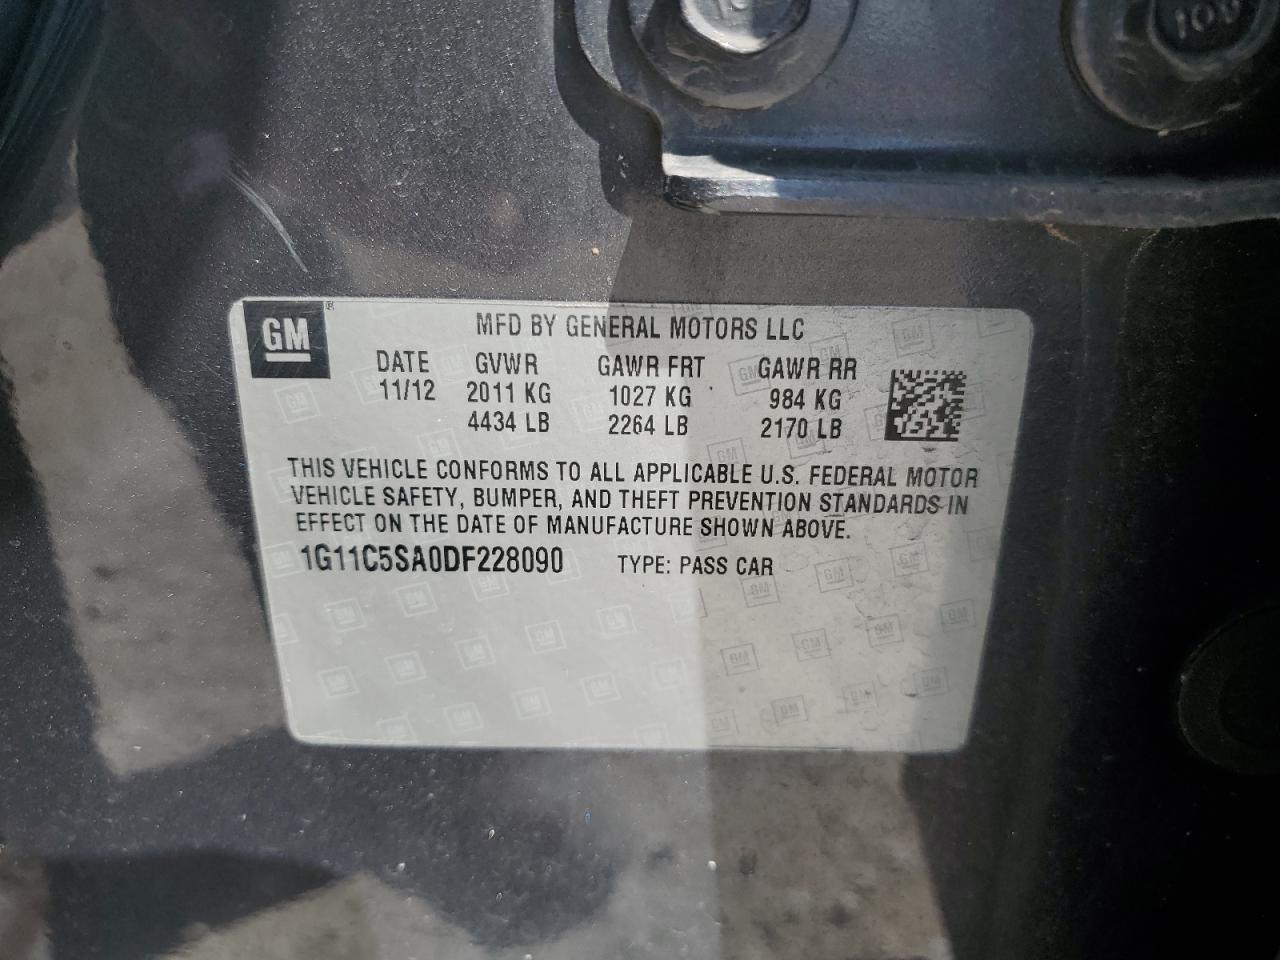 GM
MFD BY GENERAL MOTORS LLC
DATE GVWR GAWR FRT GAWR RR
11/12 2011 KG 1027 KG 984 KG
4434 LB 2264 LB 2170 LB
THIS VEHICLE CONFORMS TO ALL APPLICABLE U.S. FEDERAL MOTOR
VEHICLE SAFETY, BUMPER, AND THEFT PREVENTION STANDARDS IN
EFFECT ON THE DATE OF MANUFACTURE SHOWN ABOVE.
1G11C5SA0DF228090 TYPE: PASS CAR